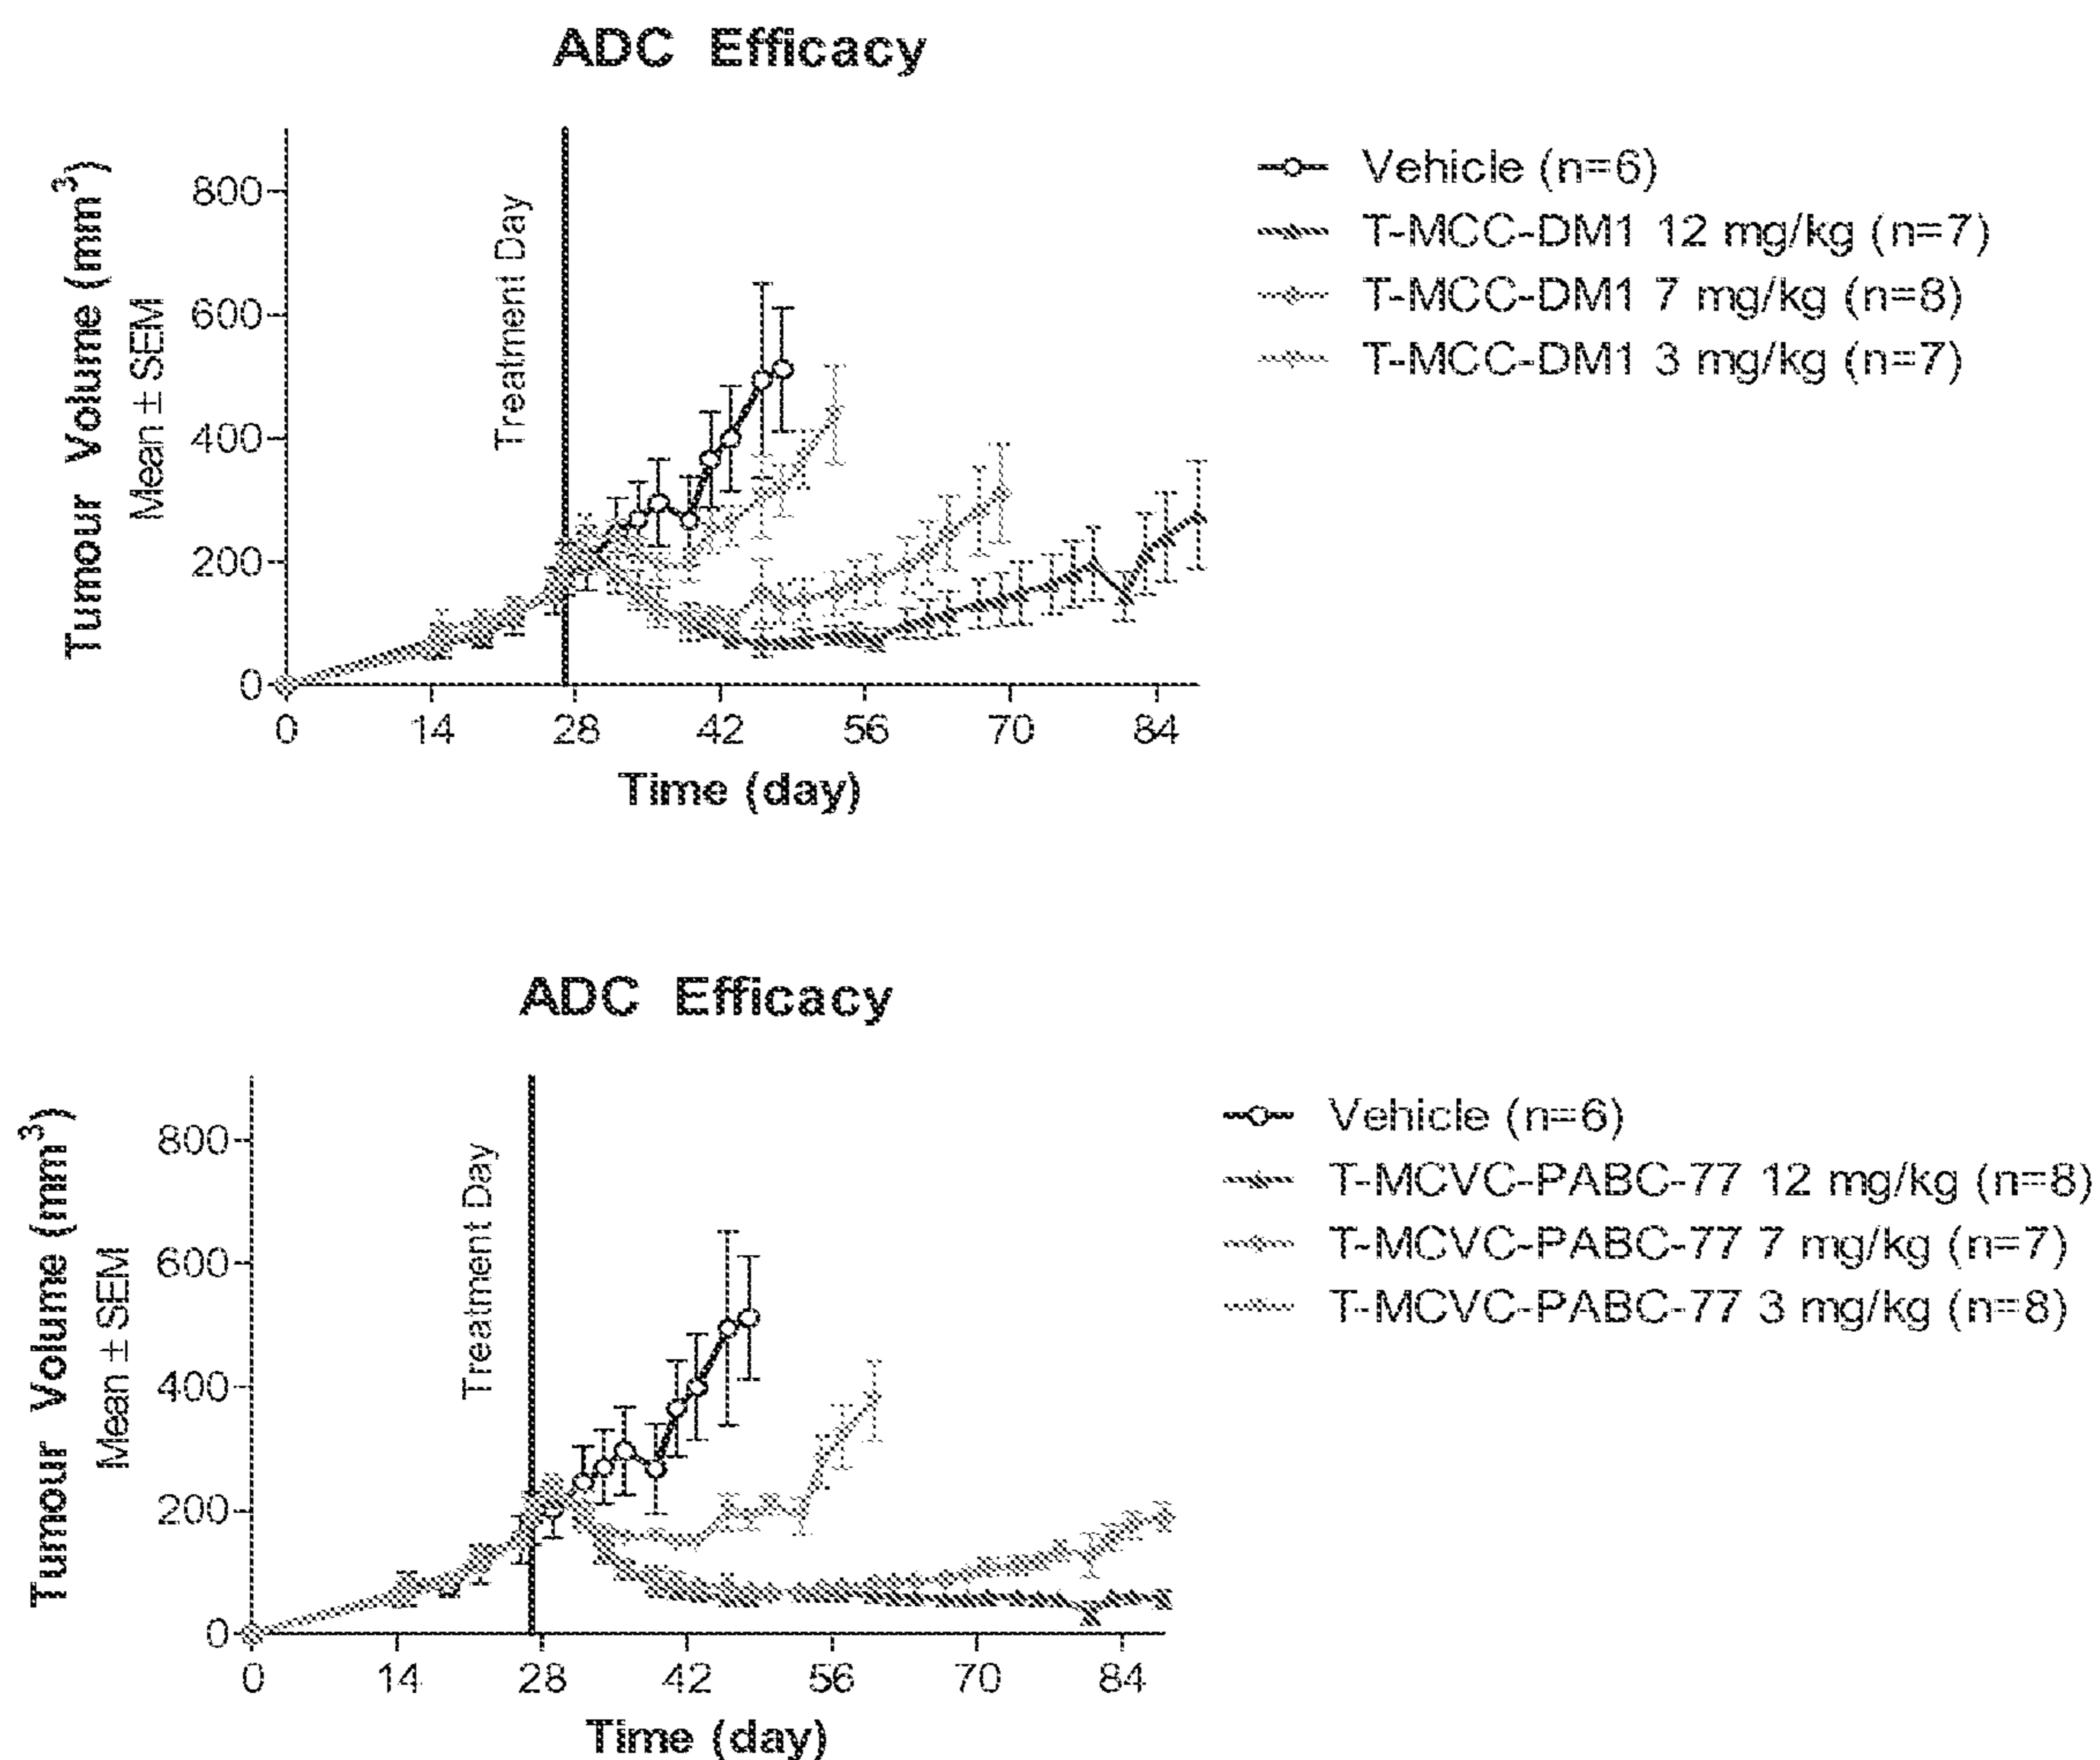 ADC Efficacy
Tumour Volume (mm³)
Mean ± SEM
800
600
400
200
0
Treatment Day
0 14 28 42 56 70 84
Time (day)
Vehicle (n=6)
T-MCC-DM1 12 mg/kg (n=7)
T-MCC-DM1 7 mg/kg (n=8)
T-MCC-DM1 3 mg/kg (n=7)
ADC Efficacy
Tumour Volume (mm³)
Mean ± SEM
800
600
400
200
0
Treatment Day
0 14 28 42 56 70 84
Time (day)
Vehicle (n=6)
T-MCVC-PABC-77 12 mg/kg (n=8)
T-MCVC-PABC-77 7 mg/kg (n=7)
T-MCVC-PABC-77 3 mg/kg (n=8)